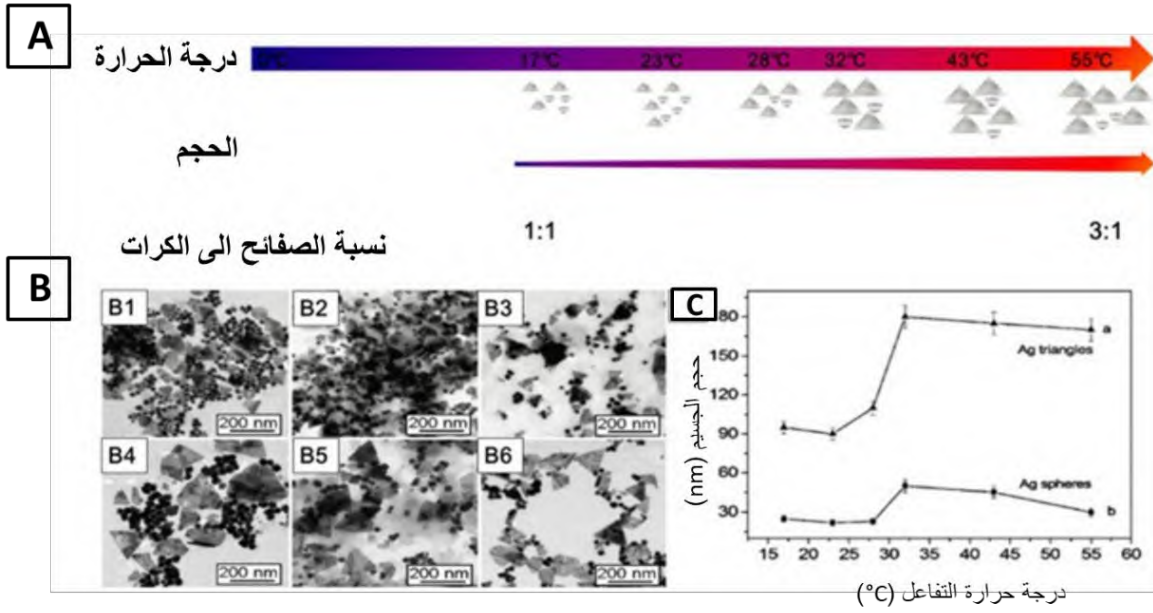 A
درجة الحرارة
0°C 17°C 23°C 28°C 32°C 43°C 55°C
الحجم
1:1 3:1
نسبة الصفائح الى الكرات
B
B1 B2 B3
200 nm 200 nm 200 nm
B4 B5 B6
200 nm 200 nm 200 nm
C
حجم الجسيم (nm)
80
150
120
90
60
30
a
Ag triangles
Ag spheres
b
15 20 25 30 35 40 45 50 55 60
درجة حرارة التفاعل (°C)